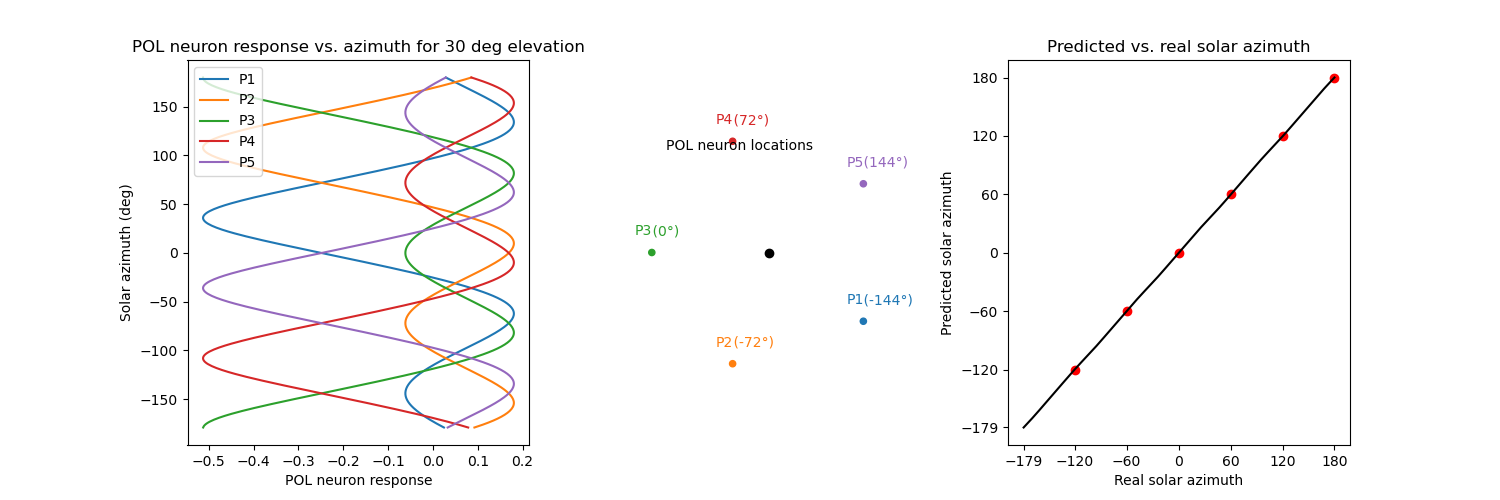 POL neuron response vs. azimuth for 30 deg elevation
P1
P2
P3
P4
P5
150
100
50
0
−50
−100
−150
Solar azimuth (deg)
−0.5 −0.4 −0.3 −0.2 −0.1 0.0 0.1 0.2
POL neuron response
P4(72°)
POL neuron locations
P5(144°)
P3(0°)
P1(-144°)
P2(-72°)
Predicted vs. real solar azimuth
180
120
60
0
−60
−120
−179
Predicted solar azimuth
−179 −120 −60 0 60 120 180
Real solar azimuth